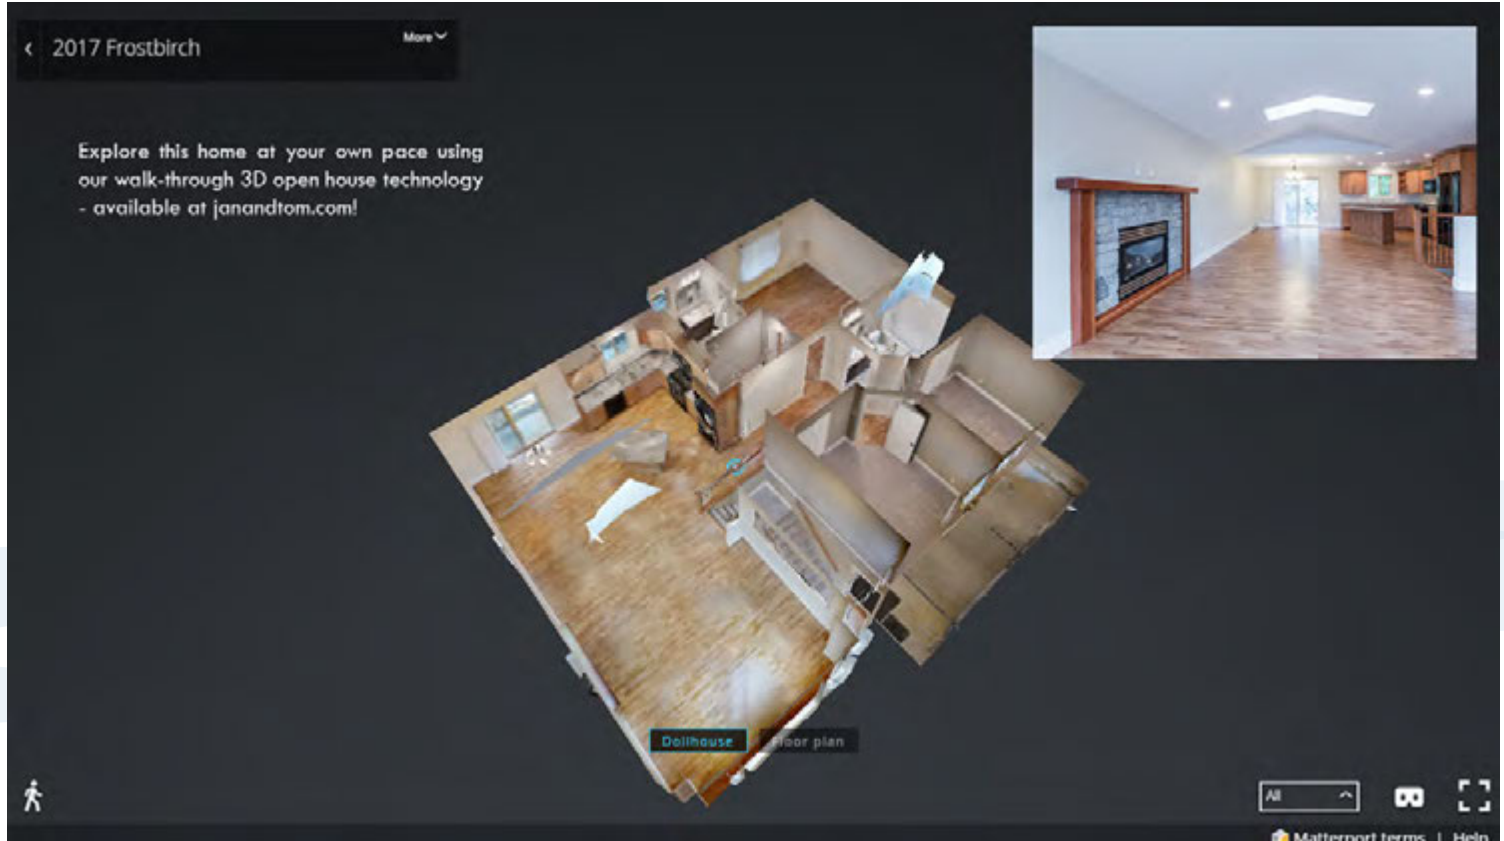 2017 Frostbirch
More
Explore this home at your own pace using
our walk-through 3D open house technology
- available at janandtom.com!
Dollhouse
Floor plan
All
Matterport terms | Help